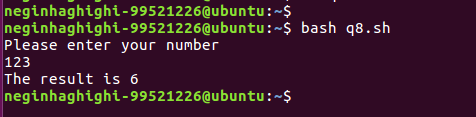 neginhaghighi-99521226@ubuntu:~$
neginhaghighi-99521226@ubuntu:~$ bash q8.sh
Please enter your number
123
The result is 6
neginhaghighi-99521226@ubuntu:~$